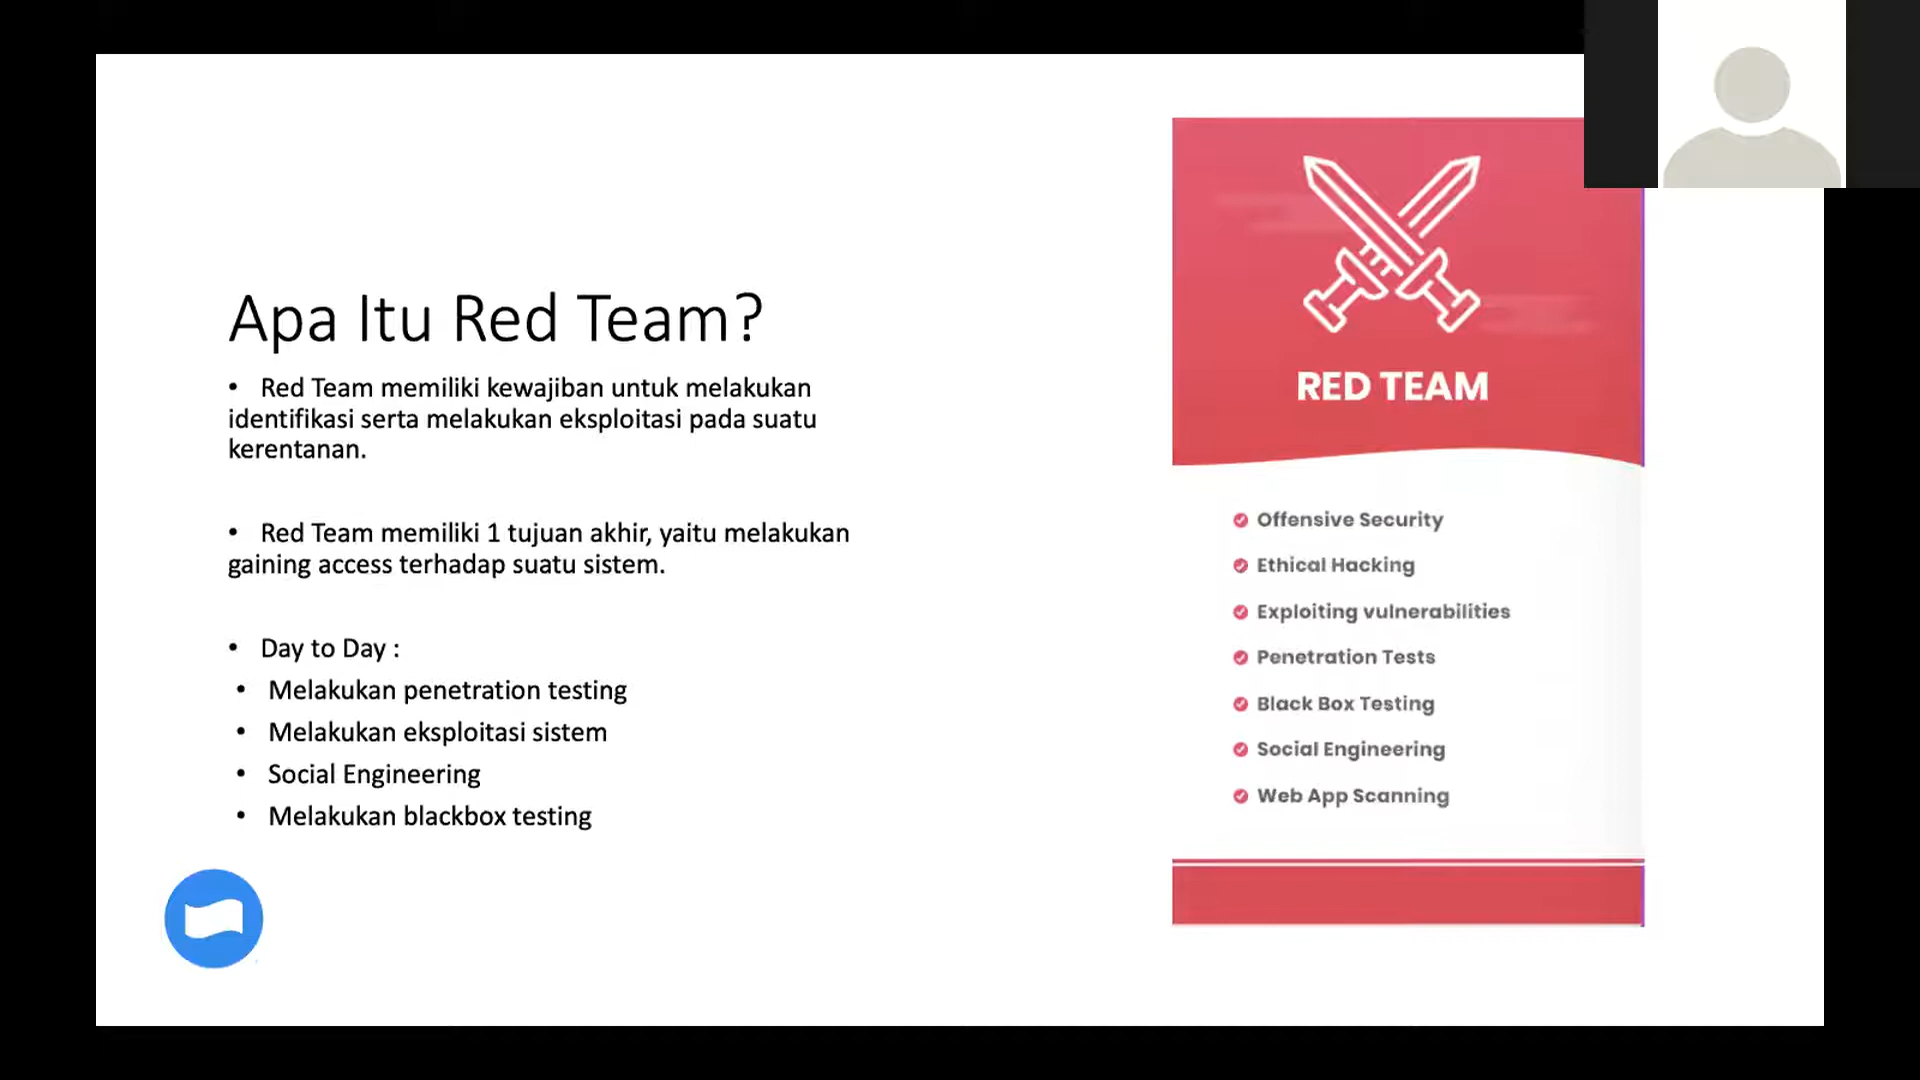 Apa Itu Red Team?
• Red Team memiliki kewajiban untuk melakukan
identifikasi serta melakukan eksploitasi pada suatu
kerentanan.
• Red Team memiliki 1 tujuan akhir, yaitu melakukan
gaining access terhadap suatu sistem.
• Day to Day :
• Melakukan penetration testing
• Melakukan eksploitasi sistem
• Social Engineering
• Melakukan blackbox testing
RED TEAM
Offensive Security
Ethical Hacking
Exploiting vulnerabilities
Penetration Tests
Black Box Testing
Social Engineering
Web App Scanning